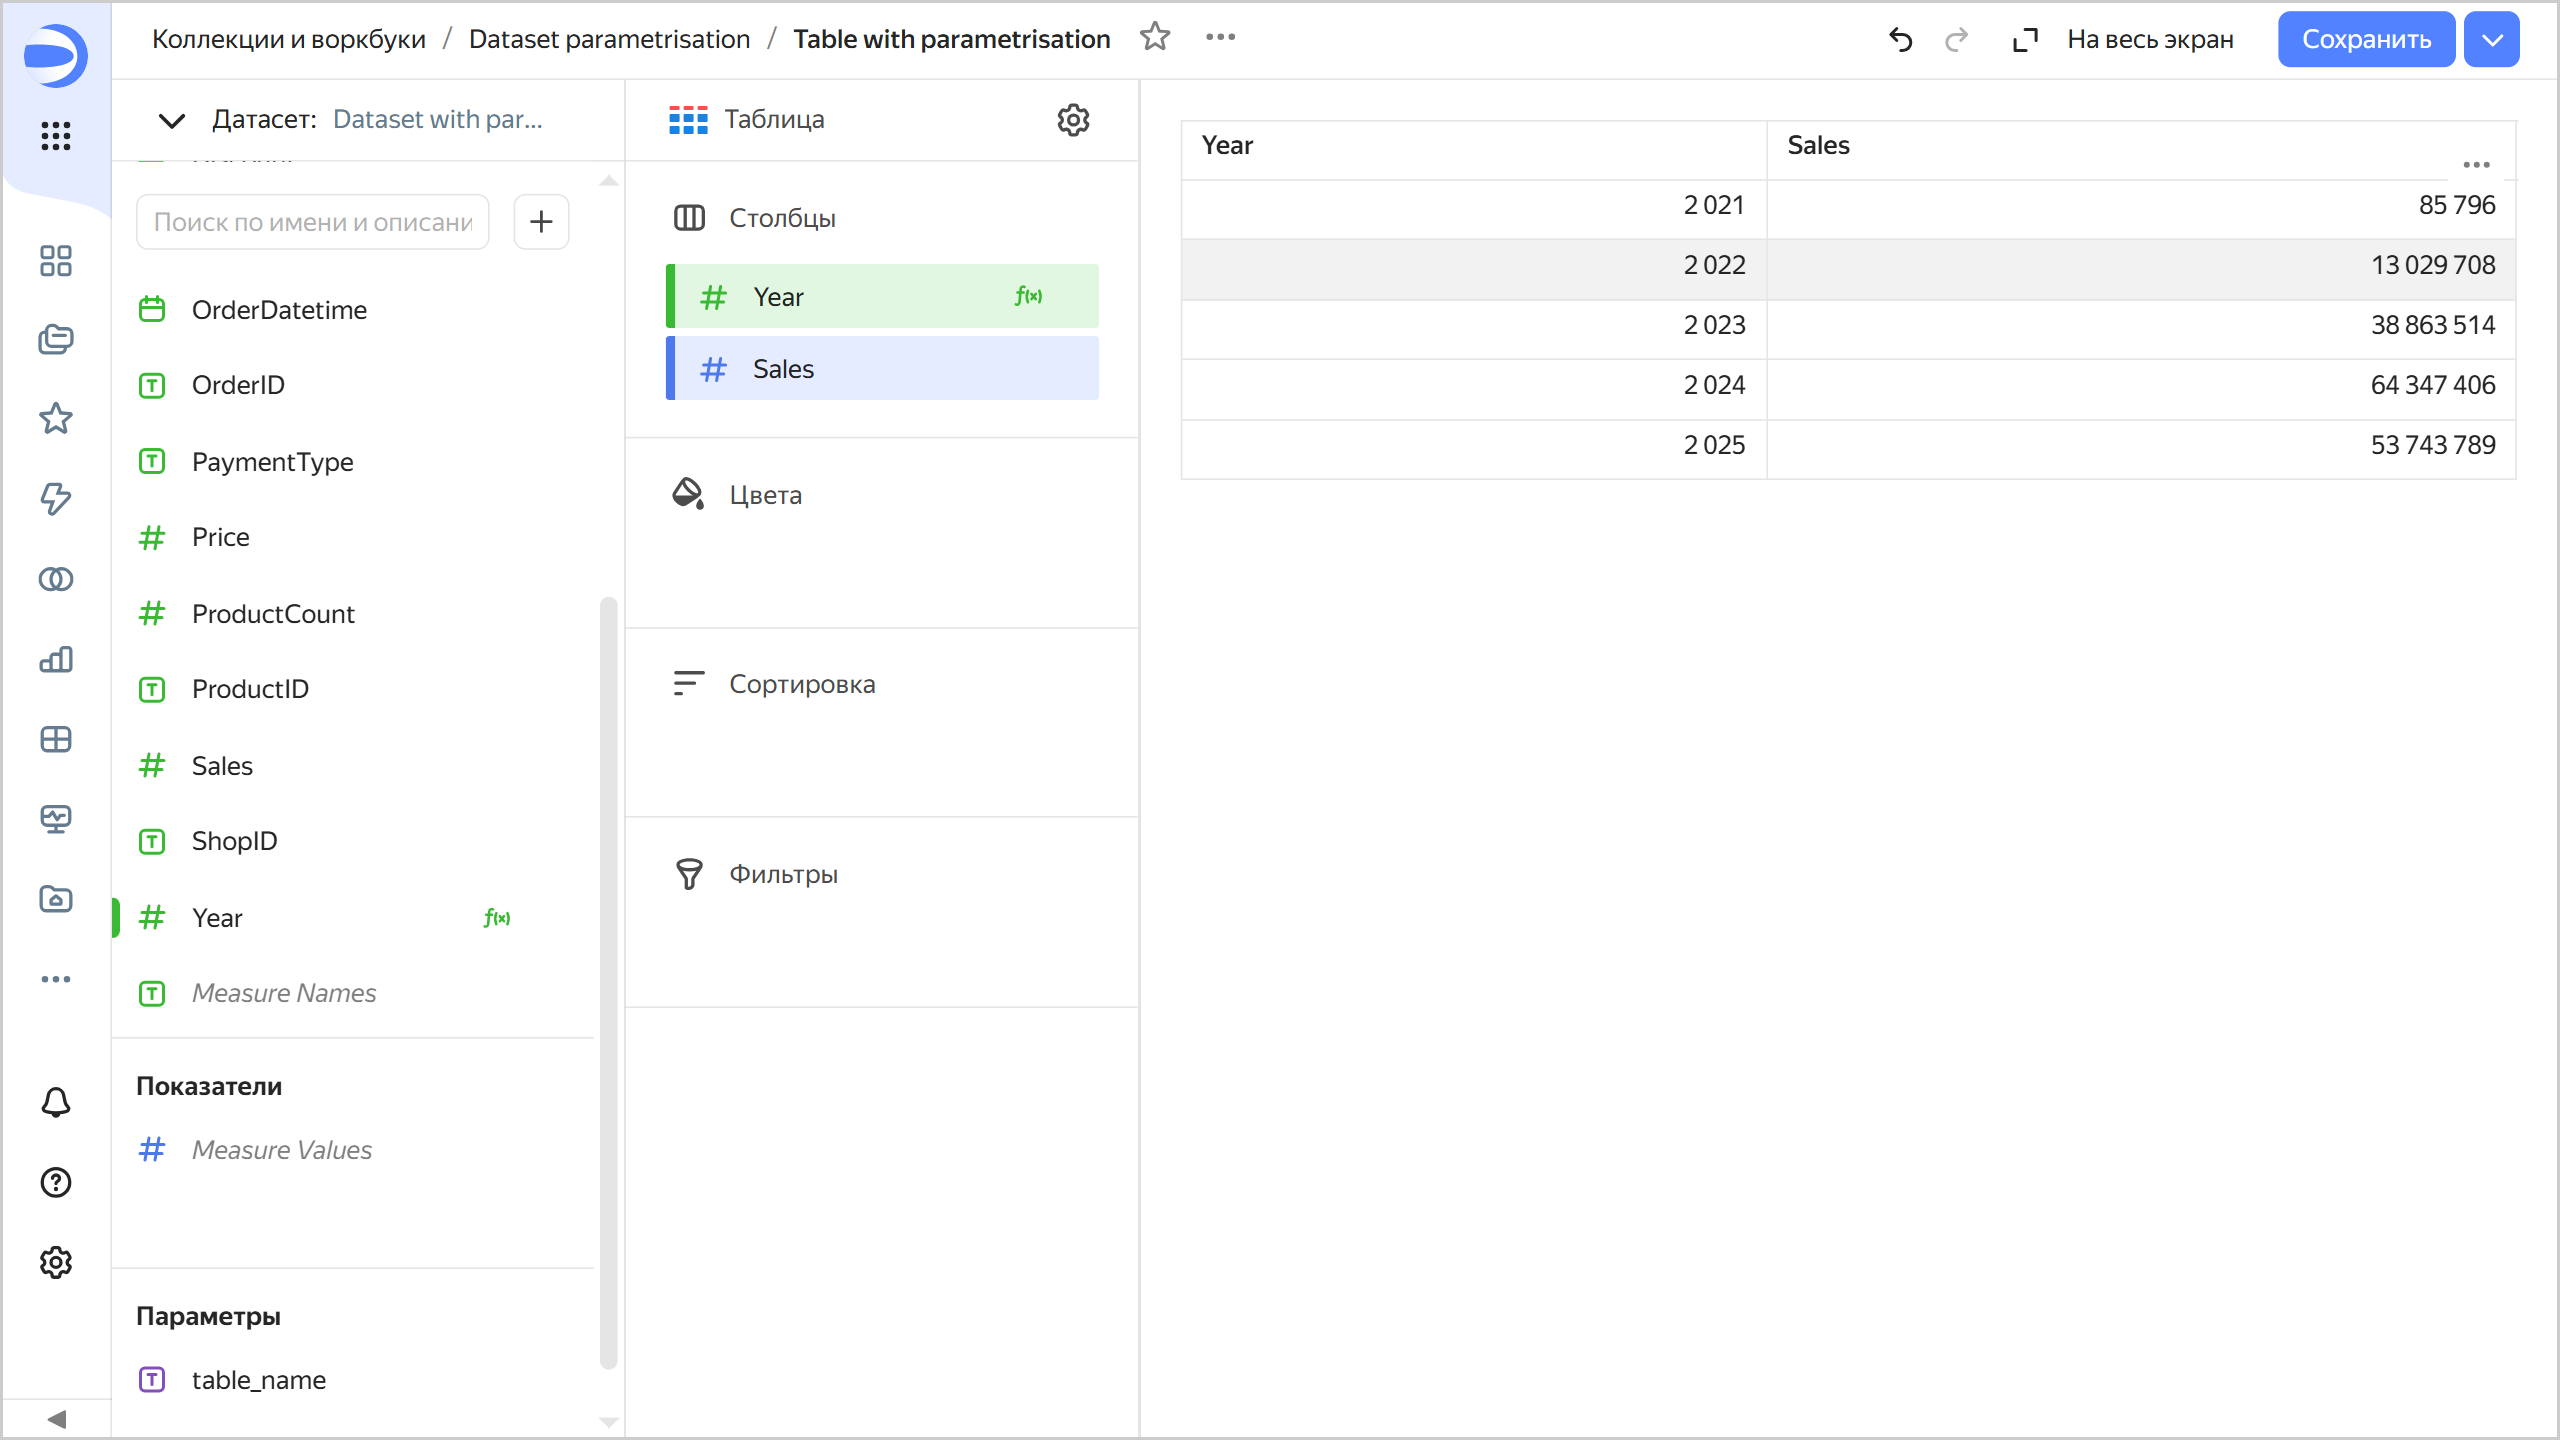 Коллекции и воркбуки / Dataset parametrisation / Table with parametrisation
На весь экран
Сохранить
Датасет: Dataset with par...
Поиск по имени и описани
OrderDatetime
OrderID
PaymentType
Price
ProductCount
ProductID
Sales
ShopID
Year f(x)
Measure Names
Показатели
Measure Values
Параметры
table_name
Таблица
Столбцы
Year f(x)
Sales
Цвета
Сортировка
Фильтры
Year Sales
2 021 85 796
2 022 13 029 708
2 023 38 863 514
2 024 64 347 406
2 025 53 743 789